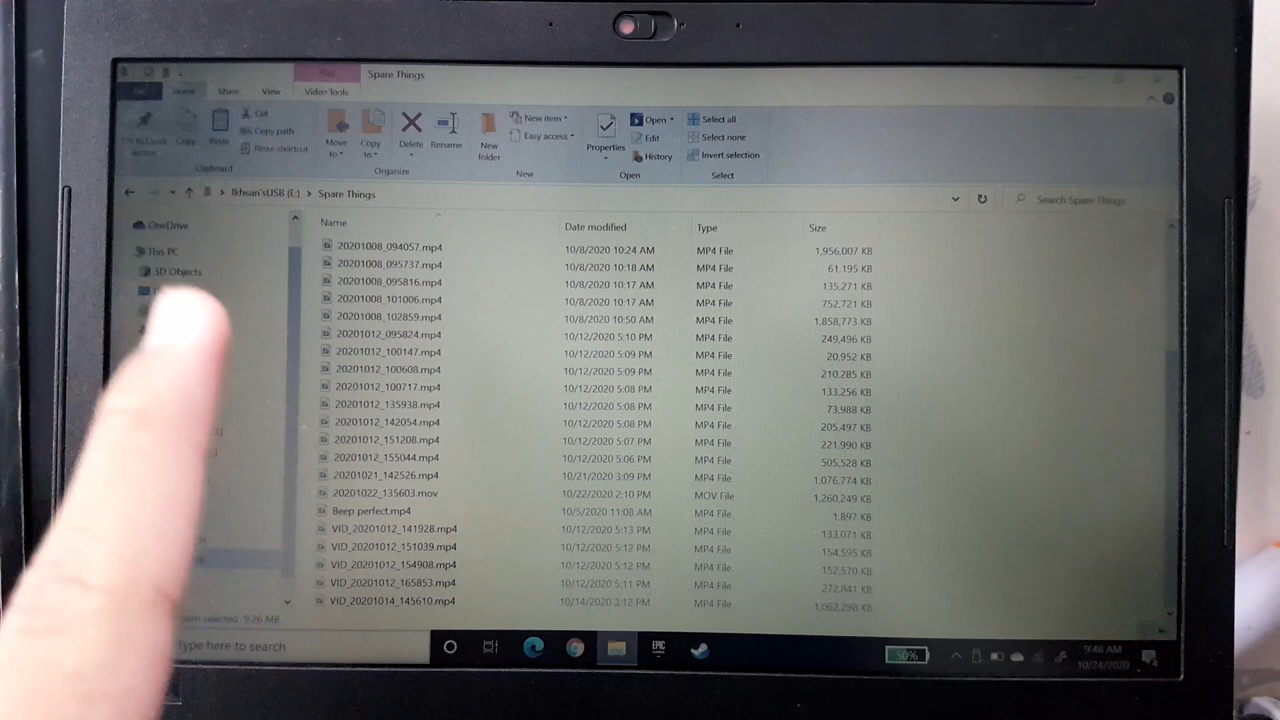 Spare Things
Share View Video Tools
Cut
Copy path
Paste shortcut
Copy Paste
Move to Copy to Delete Rename
New folder
New item
Easy access
Properties
Open
Edit
History
Select all
Select none
Invert selection
Clipboard Organize New Open Select
Ikhsan'sUSB (E:) > Spare Things
Search Spare Things
OneDrive
This PC
3D Objects
Name Date modified Type Size
20201008_094057.mp4 10/8/2020 10:24 AM MP4 File 1,956,007 KB
20201008_095737.mp4 10/8/2020 10:18 AM MP4 File 61,195 KB
20201008_095816.mp4 10/8/2020 10:17 AM MP4 File 135,271 KB
20201008_101006.mp4 10/8/2020 10:17 AM MP4 File 752,721 KB
20201008_102859.mp4 10/8/2020 10:50 AM MP4 File 1,858,773 KB
20201012_095824.mp4 10/12/2020 5:10 PM MP4 File 249,496 KB
20201012_100147.mp4 10/12/2020 5:09 PM MP4 File 20,952 KB
20201012_100608.mp4 10/12/2020 5:09 PM MP4 File 210,285 KB
20201012_100717.mp4 10/12/2020 5:08 PM MP4 File 133,256 KB
20201012_135938.mp4 10/12/2020 5:08 PM MP4 File 73,988 KB
20201012_142054.mp4 10/12/2020 5:08 PM MP4 File 205,497 KB
20201012_151208.mp4 10/12/2020 5:07 PM MP4 File 221,990 KB
20201012_155044.mp4 10/12/2020 5:06 PM MP4 File 505,528 KB
20201021_142526.mp4 10/21/2020 3:09 PM MP4 File 1,076,774 KB
20201022_135603.mov 10/22/2020 2:10 PM MOV File 1,260,249 KB
Beep perfect.mp4 10/5/2020 11:08 AM MP4 File 1,897 KB
VID_20201012_141928.mp4 10/12/2020 5:13 PM MP4 File 133,071 KB
VID_20201012_151039.mp4 10/12/2020 5:12 PM MP4 File 154,595 KB
VID_20201012_154908.mp4 10/12/2020 5:12 PM MP4 File 152,570 KB
VID_20201012_165853.mp4 10/12/2020 5:11 PM MP4 File 272,841 KB
VID_20201014_145610.mp4 10/14/2020 3:12 PM MP4 File 1,062,298 KB
selected 9.26 MB
here to search
EPIC
50%
9:48 AM
10/24/2020